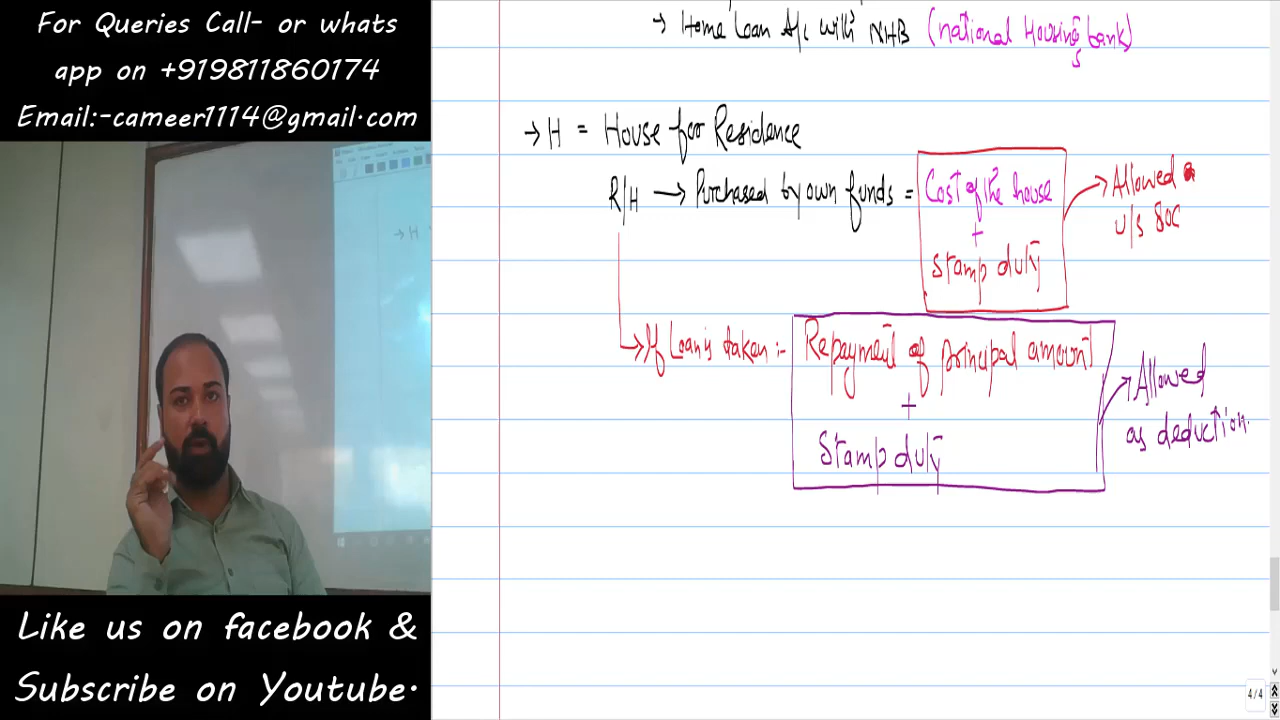 For Queries Call- or whats
app on +919811860174
Email:-cameer1114@gmail.com
Like us on facebook &
Subscribe on Youtube.
→ Home Loan A/c with NHB (national Housing bank)
→ H = House for Residence
R/H → Purchased by own funds = Cost of the house
+
Stamp duty
→ Allowed
u/s 80C
→ If Loan is taken :- Repayment of principal amount
+
Stamp duty
→ Allowed
as deduction.
4/4